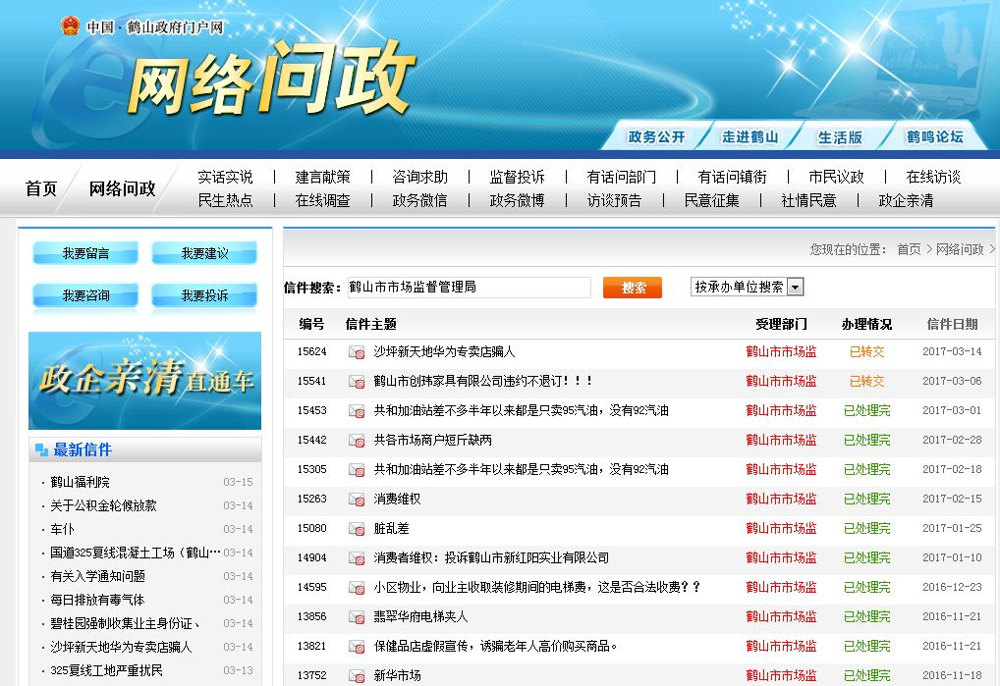 中国·鹤山政府门户网
网络问政
政务公开 走进鹤山 生活版 鹤鸣论坛
首页 网络问政
实话实说 | 建言献策 | 咨询求助 | 监督投诉 | 有话问部门 | 有话问镇街 | 市民议政 | 在线访谈
民生热点 | 在线调查 | 政务微信 | 政务微博 | 访谈预告 | 民意征集 | 社情民意 | 政企亲清
我要留言 我要建议
我要咨询 我要投诉
政企亲清直通车
最新信件
· 鹤山福利院 03-15
· 关于公积金轮候放款 03-14
· 车仆 03-14
· 国道325复线混凝土工场（鹤山… 03-14
· 有关入学通知问题 03-14
· 每日排放有毒气体 03-14
· 碧桂园强制收集业主身份证、 03-14
· 沙坪新天地华为专卖店骗人 03-14
· 325复线工地严重扰民 03-13
您现在的位置： 首页 > 网络问政 >
信件搜索： 鹤山市市场监督管理局 搜索 按承办单位搜索
编号 信件主题 受理部门 办理情况 信件日期
15624 沙坪新天地华为专卖店骗人 鹤山市市场监 已转交 2017-03-14
15541 鹤山市创玮家具有限公司违约不退订！！！ 鹤山市市场监 已转交 2017-03-06
15453 共和加油站差不多半年以来都是只卖95汽油，没有92汽油 鹤山市市场监 已处理完 2017-03-01
15442 共各市场商户短斤缺两 鹤山市市场监 已处理完 2017-02-28
15305 共和加油站差不多半年以来都是只卖95汽油，没有92汽油 鹤山市市场监 已处理完 2017-02-18
15263 消费维权 鹤山市市场监 已处理完 2017-02-15
15080 脏乱差 鹤山市市场监 已处理完 2017-01-25
14904 消费者维权：投诉鹤山市新红阳实业有限公司 鹤山市市场监 已处理完 2017-01-10
14595 小区物业，向业主收取装修期间的电梯费，这是否合法收费？？ 鹤山市市场监 已处理完 2016-12-23
13856 翡翠华府电梯夹人 鹤山市市场监 已处理完 2016-11-21
13821 保健品店虚假宣传，诱骗老年人高价购买商品。 鹤山市市场监 已处理完 2016-11-21
13752 新华市场 鹤山市市场监 已处理完 2016-11-18